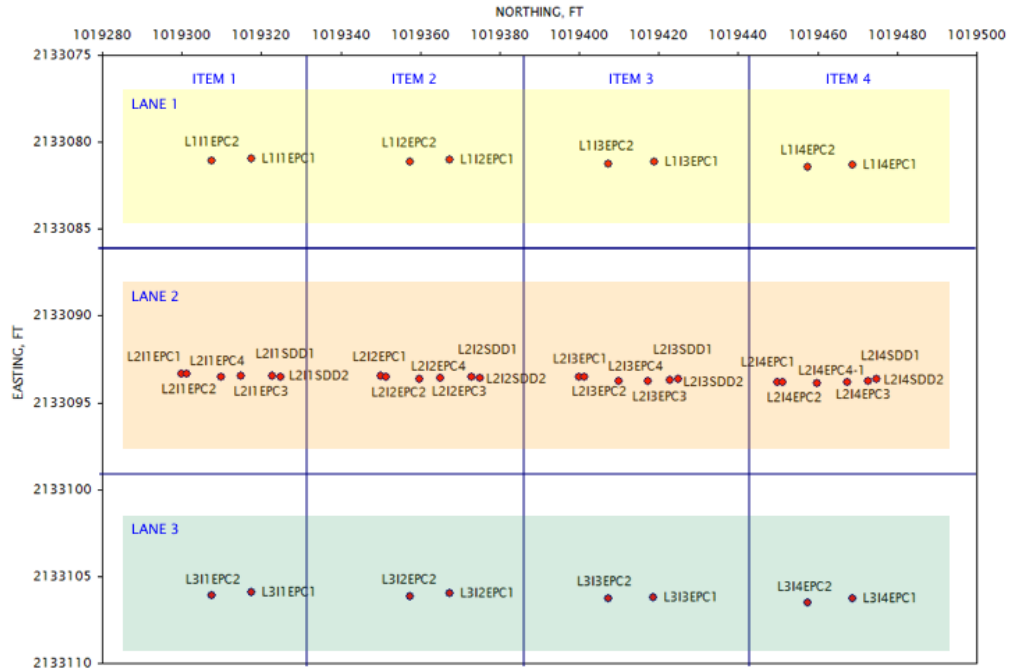 NORTHING, FT
1019280 1019300 1019320 1019340 1019360 1019380 1019400 1019420 1019440 1019460 1019480 1019500
2133075
ITEM 1 ITEM 2 ITEM 3 ITEM 4
LANE 1
2133080
L1I1EPC2 L1I2EPC2 L1I3EPC2 L1I4EPC2
L1I1EPC1 L1I2EPC1 L1I3EPC1 L1I4EPC1
2133085
EASTING, FT
LANE 2
2133090
L2I1EPC1 L2I1EPC4 L2I1SDD1 L2I2EPC1 L2I2EPC4 L2I2SDD1 L2I3EPC1 L2I3EPC4 L2I3SDD1 L2I4EPC1 L2I4EPC4-1 L2I4SDD1
L2I1EPC2 L2I1EPC3 L2I1SDD2 L2I2EPC2 L2I2EPC3 L2I2SDD2 L2I3EPC2 L2I3EPC3 L2I3SDD2 L2I4EPC2 L2I4EPC3 L2I4SDD2
2133095
2133100
LANE 3
2133105
L3I1EPC2 L3I2EPC2 L3I3EPC2 L3I4EPC2
L3I1EPC1 L3I2EPC1 L3I3EPC1 L3I4EPC1
2133110